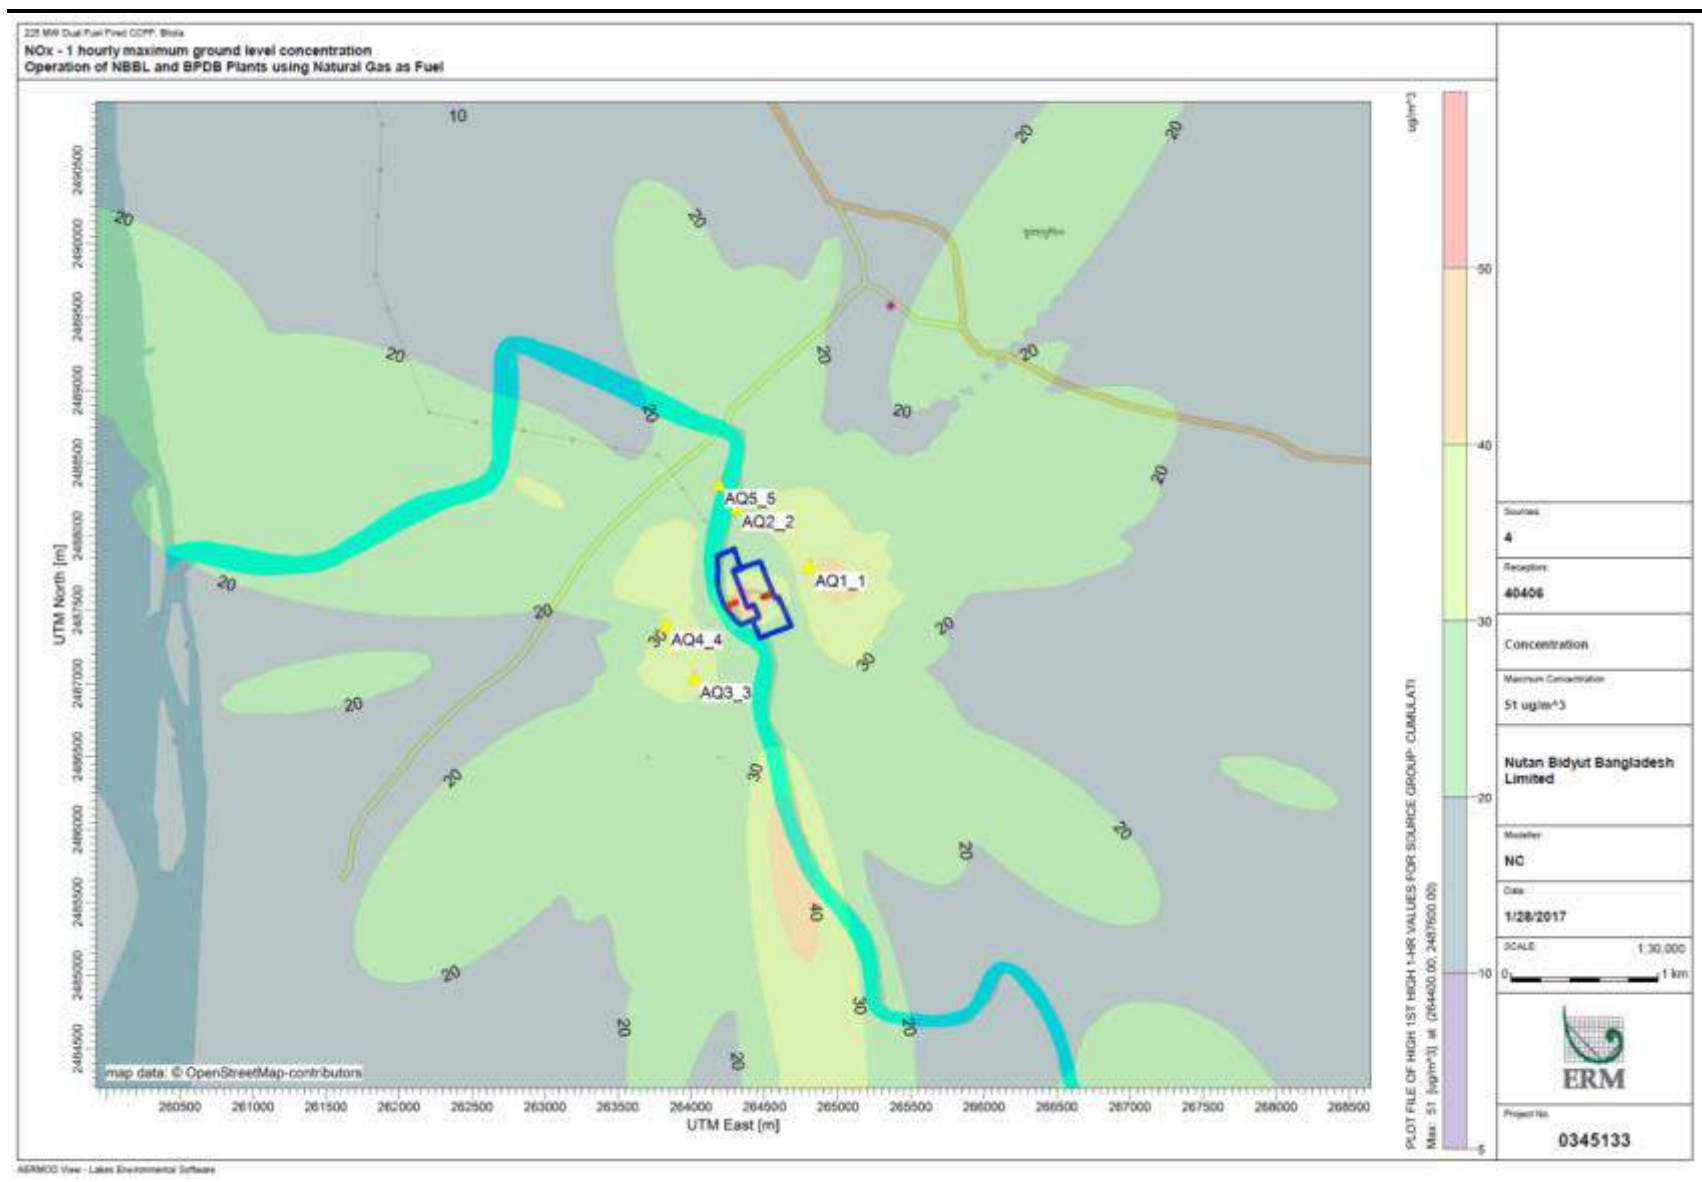 225 MW Dual Fuel Fired CCPP, Bhola
NOx - 1 hourly maximum ground level concentration
Operation of NBBL and BPDB Plants using Natural Gas as Fuel
UTM North [m]
2490500
2490000
2489500
2489000
2488500
2488000
2487500
2487000
2486500
2486000
2485500
2485000
2484500
10
20
20
20
20
20
20
20
20
20
20
20
AQ5_5
AQ2_2
AQ1_1
20
20
20
30
AQ4_4
30
AQ3_3
20
30
20
20
20
40
20
30
20
20
20
map data: © OpenStreetMap-contributors
260500 261000 261500 262000 262500 263000 263500 264000 264500 265000 265500 266000 266500 267000 267500 268000 268500
UTM East [m]
ug/m^3
50
40
30
20
10
5
PLOT FILE OF HIGH 1ST HIGH 1-HR VALUES FOR SOURCE GROUP: CUMULATI
Max: 51 [ug/m^3] at (264400.00, 2487600.00)
Sources:
4
Receptors:
40406
Concentration
Maximum Concentration
51 ug/m^3
Nutan Bidyut Bangladesh
Limited
Modeller:
NC
Date:
1/28/2017
SCALE: 1:30,000
0 1 km
ERM
Project No.
0345133
AERMOD View - Lakes Environmental Software